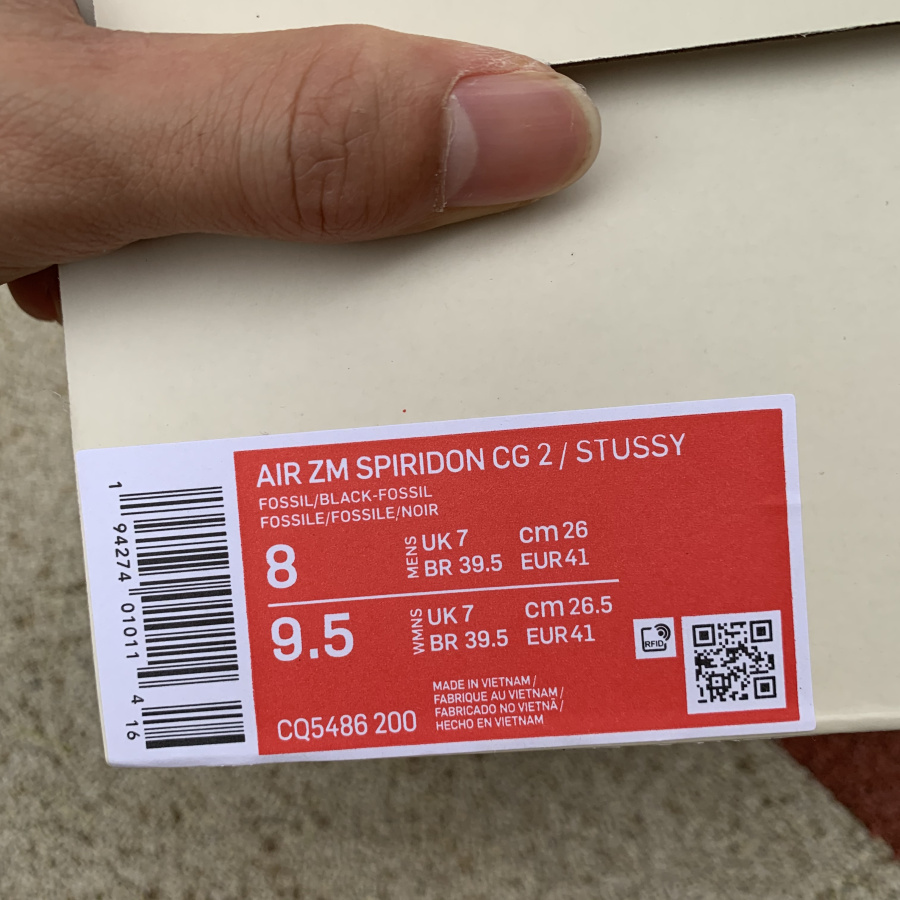 AIR ZM SPIRIDON CG 2 / STUSSY
FOSSIL/BLACK-FOSSIL
FOSSILE/FOSSILE/NOIR
8
MENS
UK 7 cm 26
BR 39.5 EUR 41
9.5
WMNS
UK 7 cm 26.5
BR 39.5 EUR 41
RFID
CQ5486 200
MADE IN VIETNAM /
FABRIQUE AU VIETNAM /
FABRICADO NO VIETNÃ /
HECHO EN VIETNAM
1 94274 01011 4 16